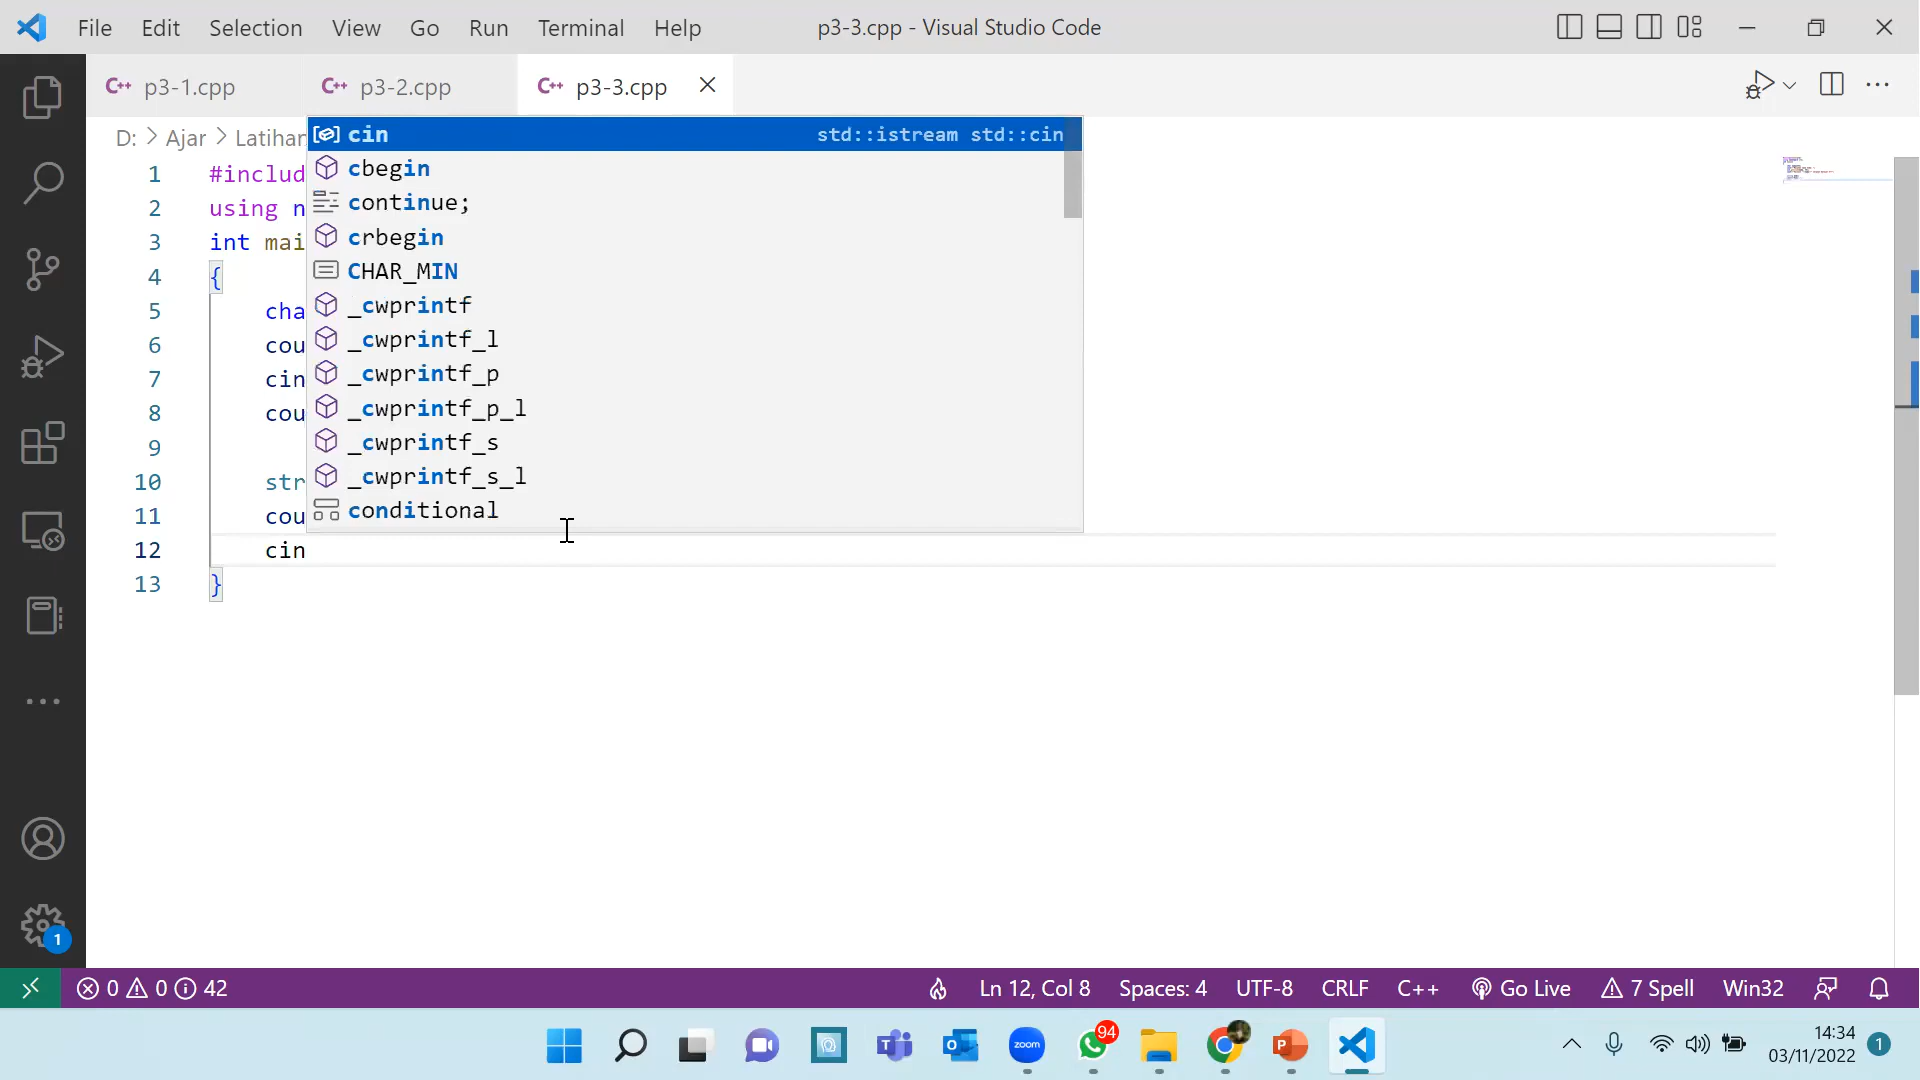 File Edit Selection View Go Run Terminal Help p3-3.cpp - Visual Studio Code
C++ p3-1.cpp C++ p3-2.cpp C++ p3-3.cpp
D: > Ajar > Latihan
cin std::istream std::cin
cbegin
continue;
crbegin
CHAR_MIN
_cwprintf
_cwprintf_l
_cwprintf_p
_cwprintf_p_l
_cwprintf_s
_cwprintf_s_l
conditional
1 #includ
2 using n
3 int mai
4 {
5 cha
6 cou
7 cin
8 cou
9
10 str
11 cou
12 cin
13 }
1
0 0 42 Ln 12, Col 8 Spaces: 4 UTF-8 CRLF C++ Go Live 7 Spell Win32
zoom 94 14:34
03/11/2022 1